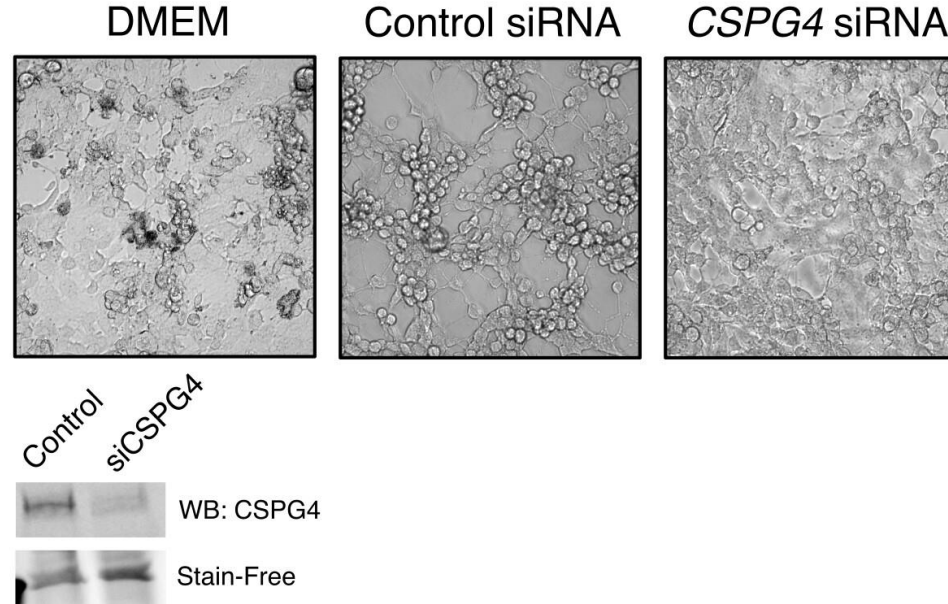 DMEM
Control siRNA
CSPG4 siRNA
Control
siCSPG4
WB: CSPG4
Stain-Free